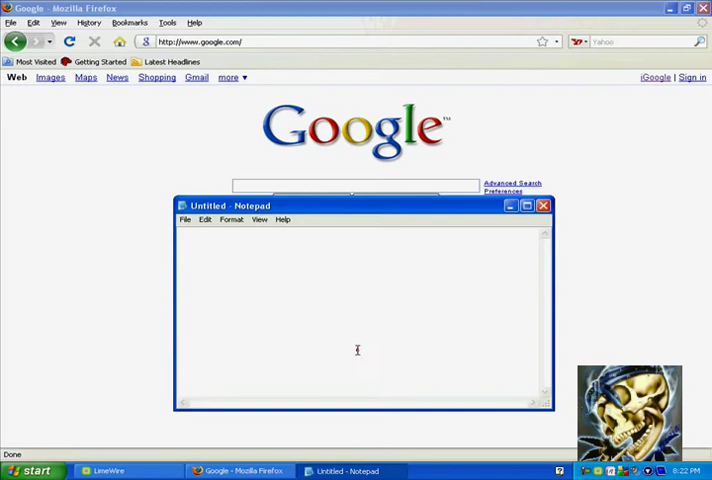 Google - Mozilla Firefox
File Edit View History Bookmarks Tools Help
http://www.google.com/
Yahoo
Most Visited Getting Started Latest Headlines
Web Images Maps News Shopping Gmail more ▼
iGoogle | Sign in
Google™
Advanced Search
Preferences
Untitled - Notepad
File Edit Format View Help
Done
start LimeWire Google - Mozilla Firefox Untitled - Notepad 8:22 PM